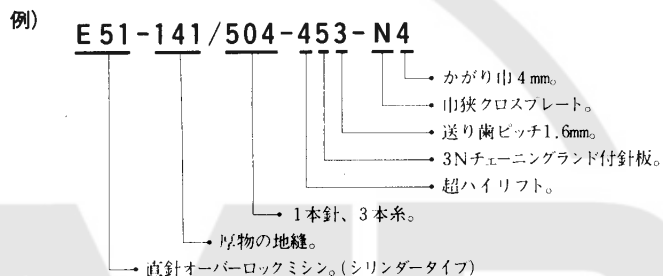 例)
E51-141/504-453-N4
かがり巾4mm。
巾狭クロスプレート。
送り歯ピッチ1.6mm。
3Nチェーニングランド付針板。
超ハイリフト。
1本針、3本糸。
厚物の地縫。
直針オーバーロックミシン。(シリンダータイプ)